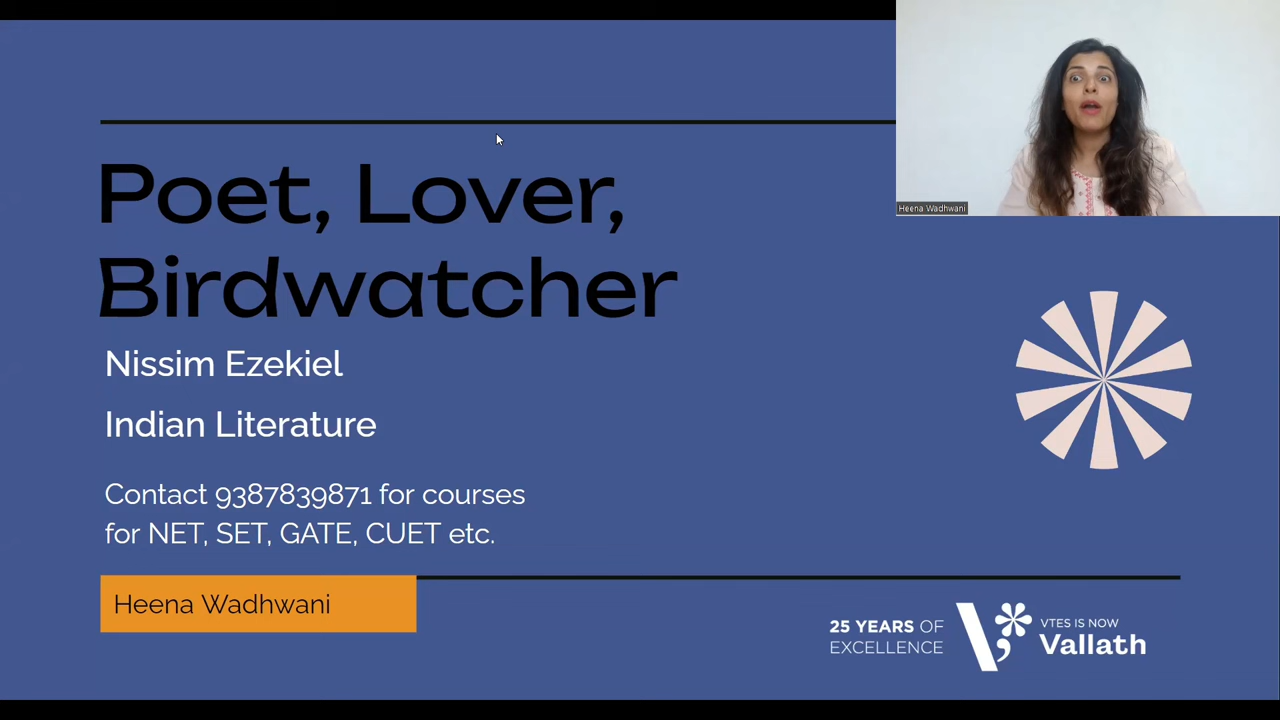 Poet, Lover,
Birdwatcher
Nissim Ezekiel
Indian Literature
Contact 9387839871 for courses
for NET, SET, GATE, CUET etc.
Heena Wadhwani
Heena Wadhwani
25 YEARS OF
EXCELLENCE
VTES IS NOW
Vallath